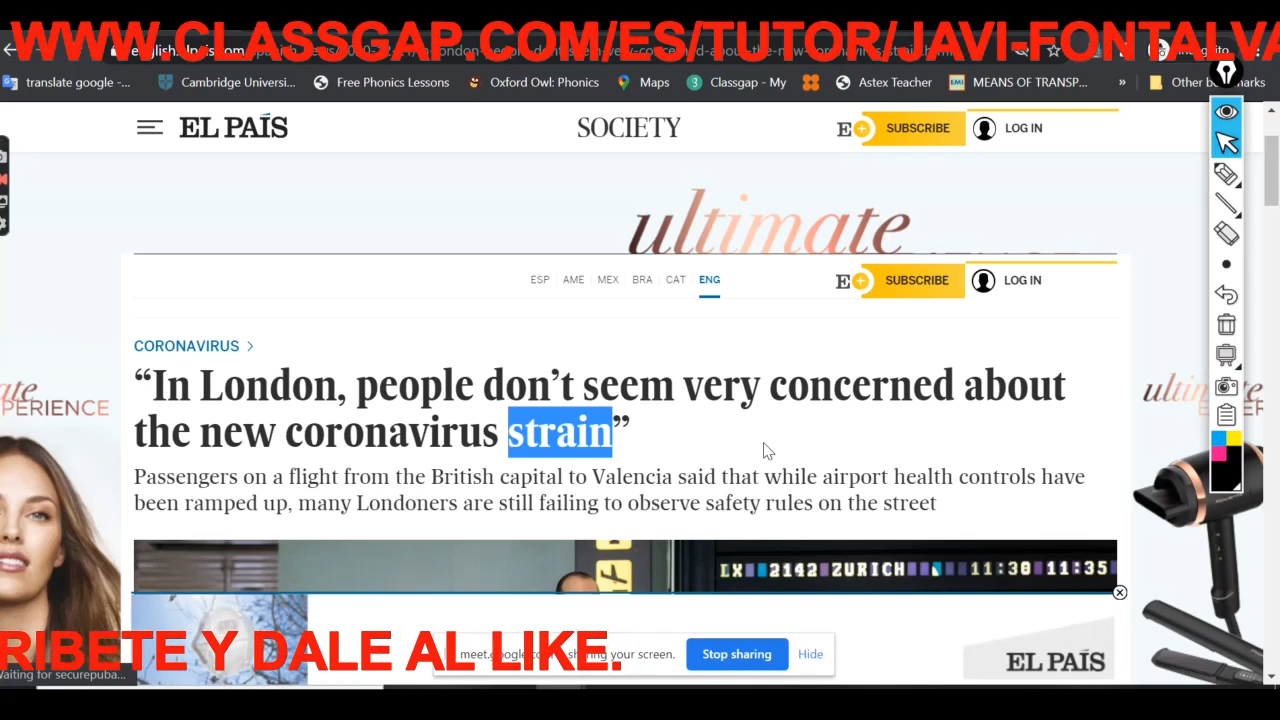 WWW.CLASSGAP.COM/ES/TUTOR/JAVI-FONTALVA
translate google -...
Cambridge Universi...
Free Phonics Lessons
Oxford Owl: Phonics
Maps
Classgap - My
Astex Teacher
MEANS OF TRANSP...
»
EL PAÍS
SOCIETY
E+ SUBSCRIBE
LOG IN
ultimate
ESP AME MEX BRA CAT ENG
E+ SUBSCRIBE
LOG IN
CORONAVIRUS >
“In London, people don’t seem very concerned about
the new coronavirus strain”
Passengers on a flight from the British capital to Valencia said that while airport health controls have
been ramped up, many Londoners are still failing to observe safety rules on the street
LX 2142 ZURICH 11:30 11:35
RIBETE Y DALE AL LIKE.
sharing your screen.
Stop sharing
Hide
EL PAÍS